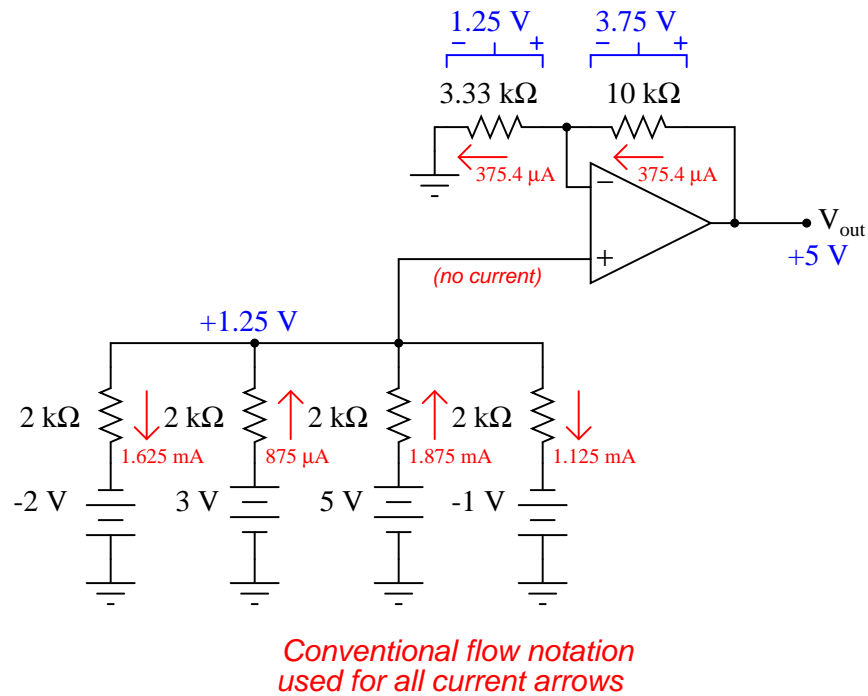 1.25 V 3.75 V
− + − +
3.33 kΩ 10 kΩ
375.4 μA 375.4 μA
−
+
Vout
+5 V
(no current)
+1.25 V
2 kΩ 2 kΩ 2 kΩ 2 kΩ
1.625 mA 875 μA 1.875 mA 1.125 mA
-2 V 3 V 5 V -1 V
Conventional flow notation
used for all current arrows